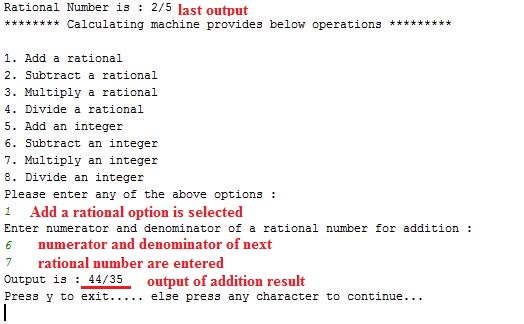 Rational Number is : 2/5 last output
******** Calculating machine provides below operations *********
1. Add a rational
2. Subtract a rational
3. Multiply a rational
4. Divide a rational
5. Add an integer
6. Subtract an integer
7. Multiply an integer
8. Divide an integer
Please enter any of the above options :
1 Add a rational option is selected
Enter numerator and denominator of a rational number for addition :
6 numerator and denominator of next
7 rational number are entered
Output is : 44/35 output of addition result
Press y to exit..... else press any character to continue...